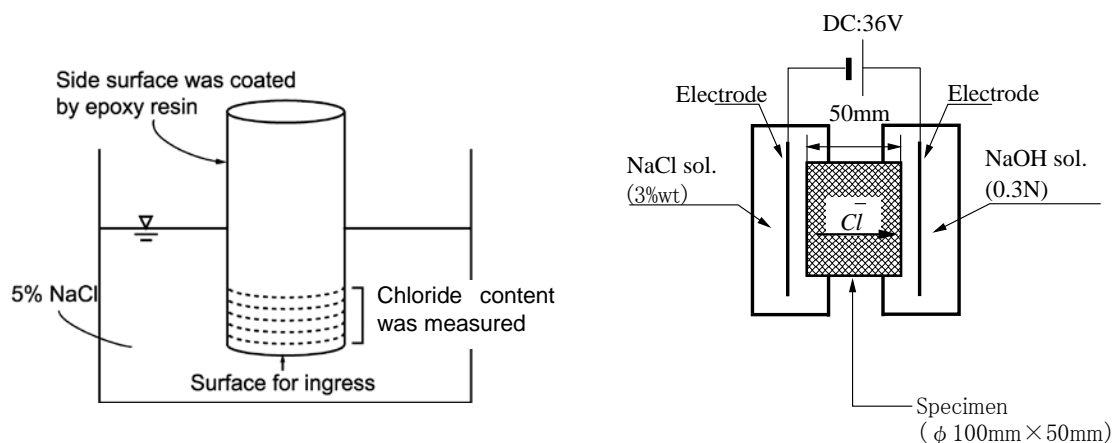 Side surface was coated
by epoxy resin
5% NaCl
Chloride content
was measured
Surface for ingress
DC:36V
Electrode
Electrode
50mm
NaCl sol.
(3%wt)
NaOH sol.
(0.3N)
Cl⁻
Specimen
(φ100mm×50mm)